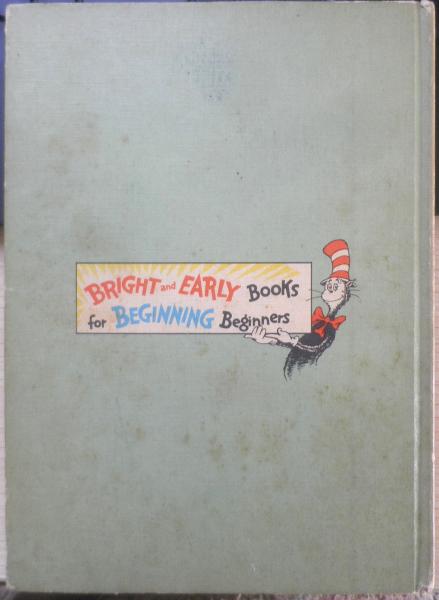 BRIGHT and EARLY Books
for BEGINNING Beginners